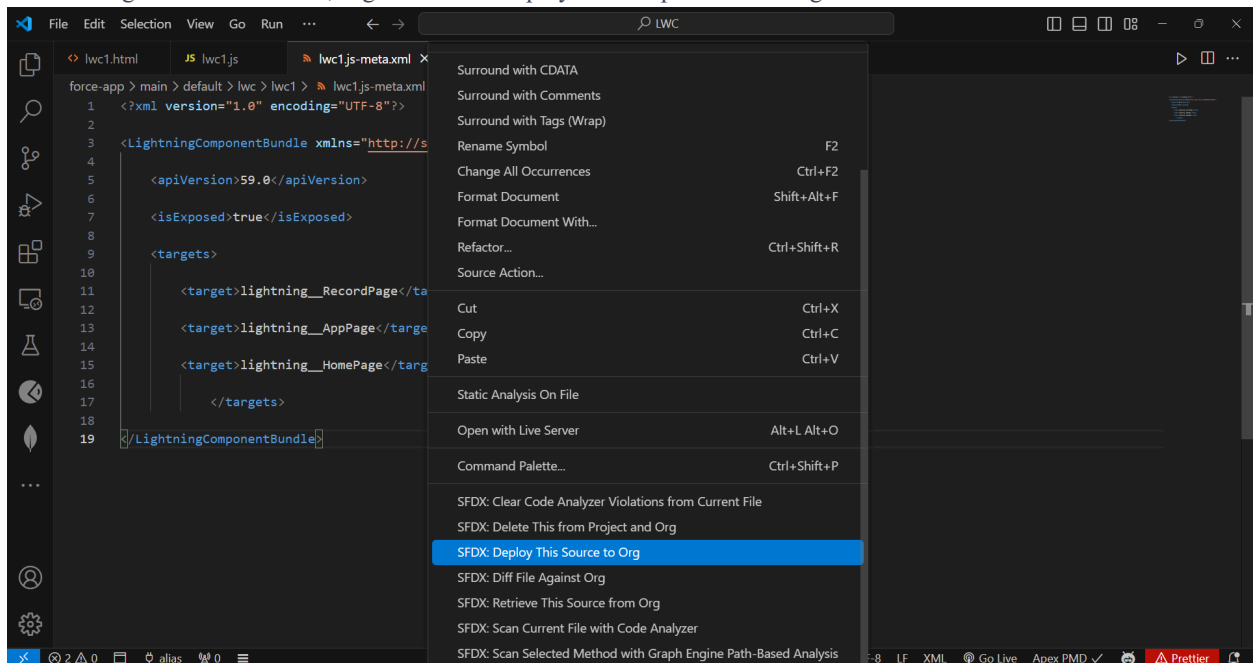 File Edit Selection View Go Run ··· LWC
lwc1.html JS lwc1.js lwc1.js-meta.xml
force-app > main > default > lwc > lwc1 > lwc1.js-meta.xml
1 <?xml version="1.0" encoding="UTF-8"?>
2
3 <LightningComponentBundle xmlns="http://s
4
5 <apiVersion>59.0</apiVersion>
6
7 <isExposed>true</isExposed>
8
9 <targets>
10
11 <target>lightning__RecordPage</ta
12
13 <target>lightning__AppPage</targe
14
15 <target>lightning__HomePage</targ
16
17 </targets>
18
19 </LightningComponentBundle>
Surround with CDATA
Surround with Comments
Surround with Tags (Wrap)
Rename Symbol F2
Change All Occurrences Ctrl+F2
Format Document Shift+Alt+F
Format Document With...
Refactor... Ctrl+Shift+R
Source Action...
Cut Ctrl+X
Copy Ctrl+C
Paste Ctrl+V
Static Analysis On File
Open with Live Server Alt+L Alt+O
Command Palette... Ctrl+Shift+P
SFDX: Clear Code Analyzer Violations from Current File
SFDX: Delete This from Project and Org
SFDX: Deploy This Source to Org
SFDX: Diff File Against Org
SFDX: Retrieve This Source from Org
SFDX: Scan Current File with Code Analyzer
SFDX: Scan Selected Method with Graph Engine Path-Based Analysis
2 0 alias 0 F-8 LF XML Go Live Apex PMD Prettier